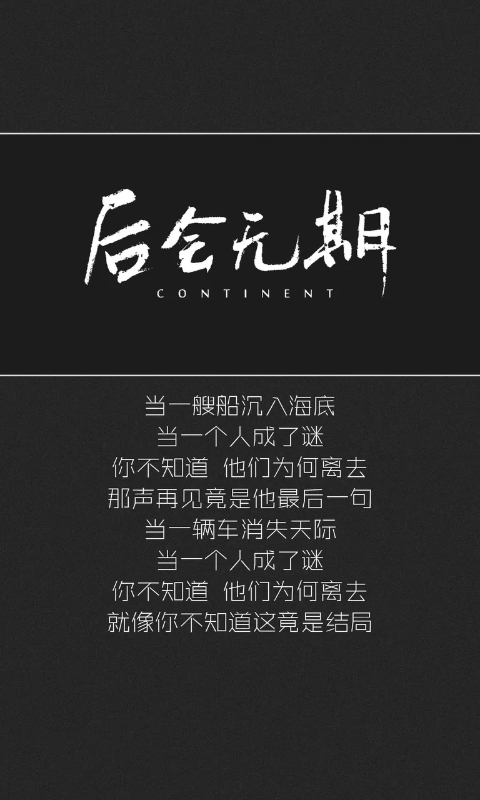 后会无期
CONTINENT
当一艘船沉入海底
当一个人成了谜
你不知道 他们为何离去
那声再见竟是他最后一句
当一辆车消失天际
当一个人成了谜
你不知道 他们为何离去
就像你不知道这竟是结局